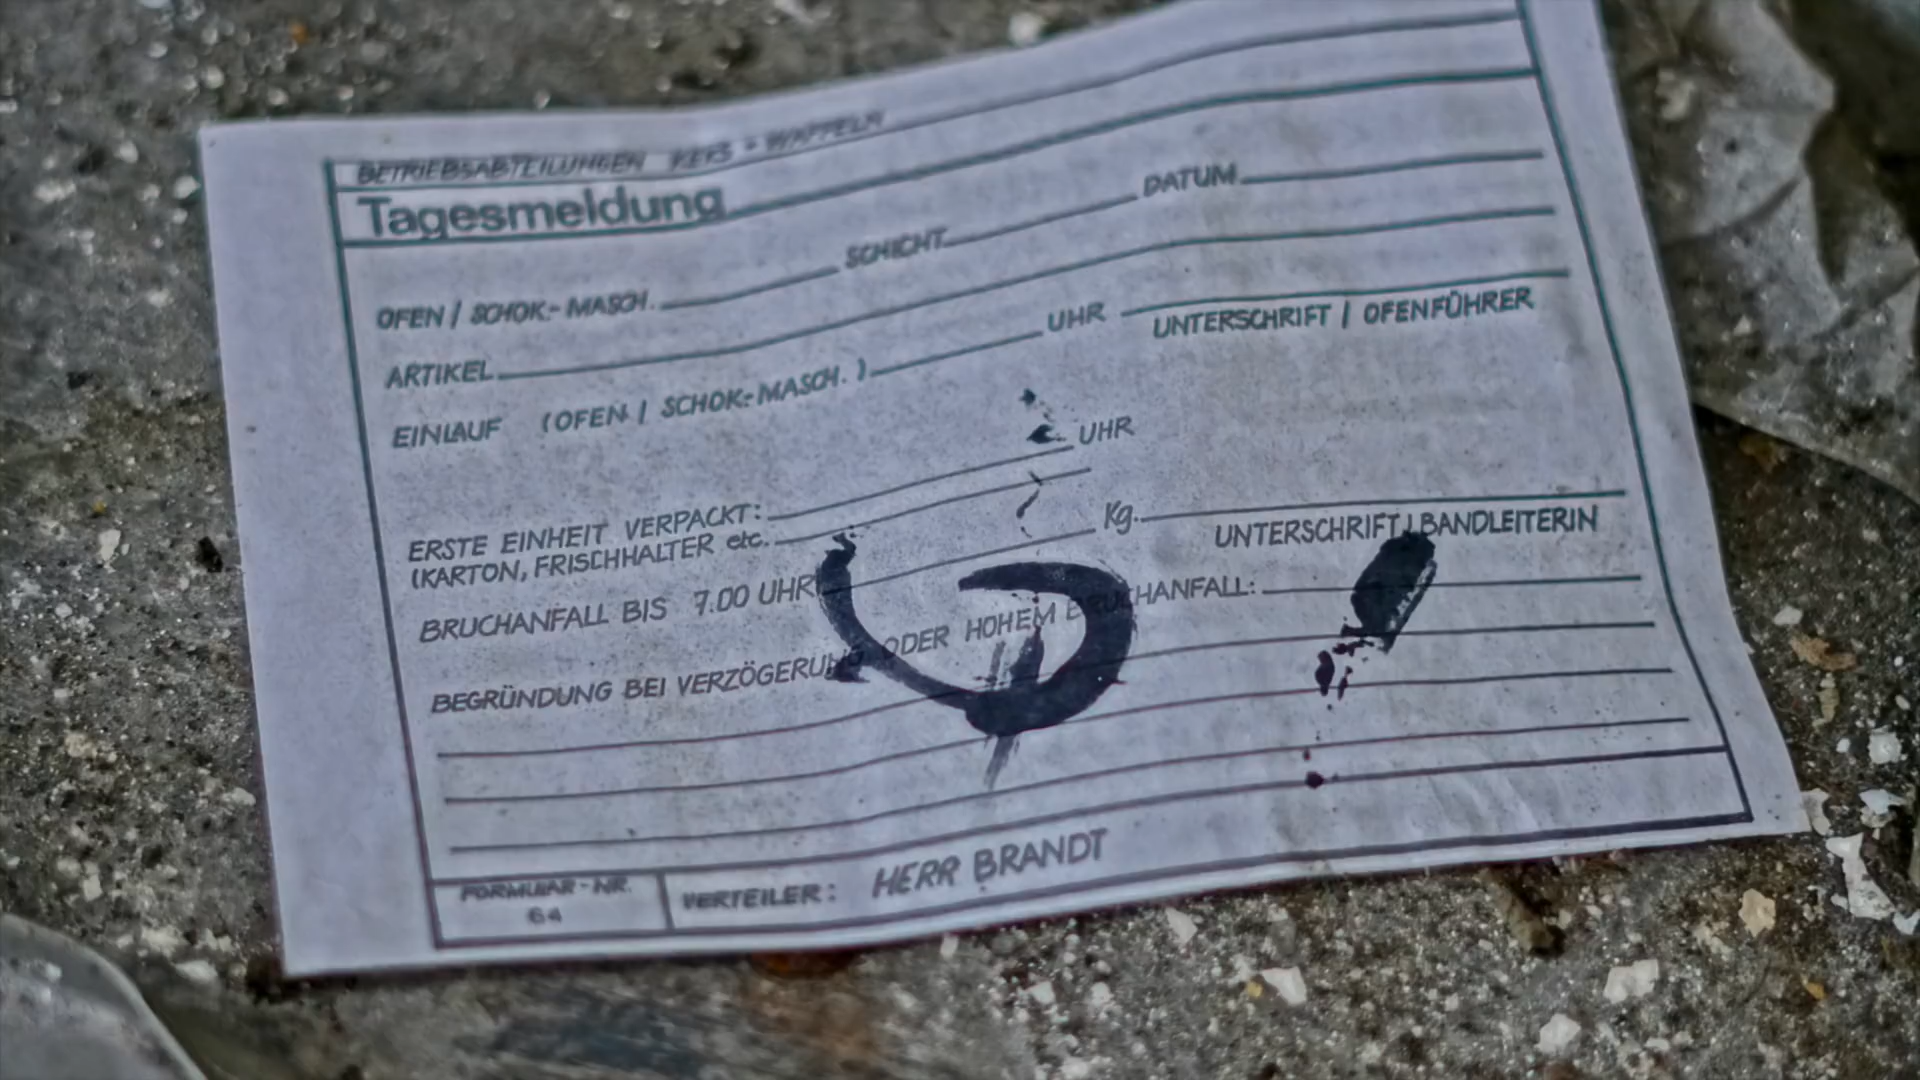 BETRIEBSABTEILUNGEN KEKS + WAFFELN
Tagesmeldung
OFEN / SCHOK.- MASCH. SCHICHT DATUM
ARTIKEL
EINLAUF (OFEN / SCHOK.- MASCH. ) UHR
UNTERSCHRIFT / OFENFÜHRER
ERSTE EINHEIT VERPACKT: UHR
(KARTON, FRISCHHALTER etc.
BRUCHANFALL BIS 7.00 UHR Kg.
UNTERSCHRIFT / BANDLEITERIN
BEGRÜNDUNG BEI VERZÖGERUNG ODER HOHEM BRUCHANFALL:
FORMULAR - NR.
64
VERTEILER: HERR BRANDT